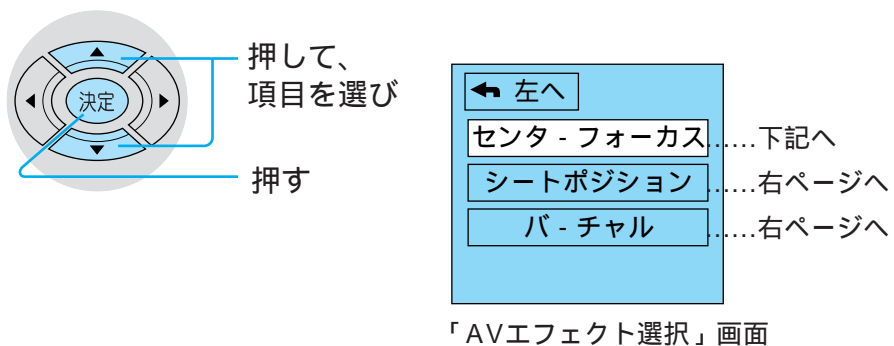 押して、
項目を選び
決定
押す
左へ
センタ - フォーカス......下記へ
シートポジション......右ページへ
バ - チャル......右ページへ
「AVエフェクト選択」画面